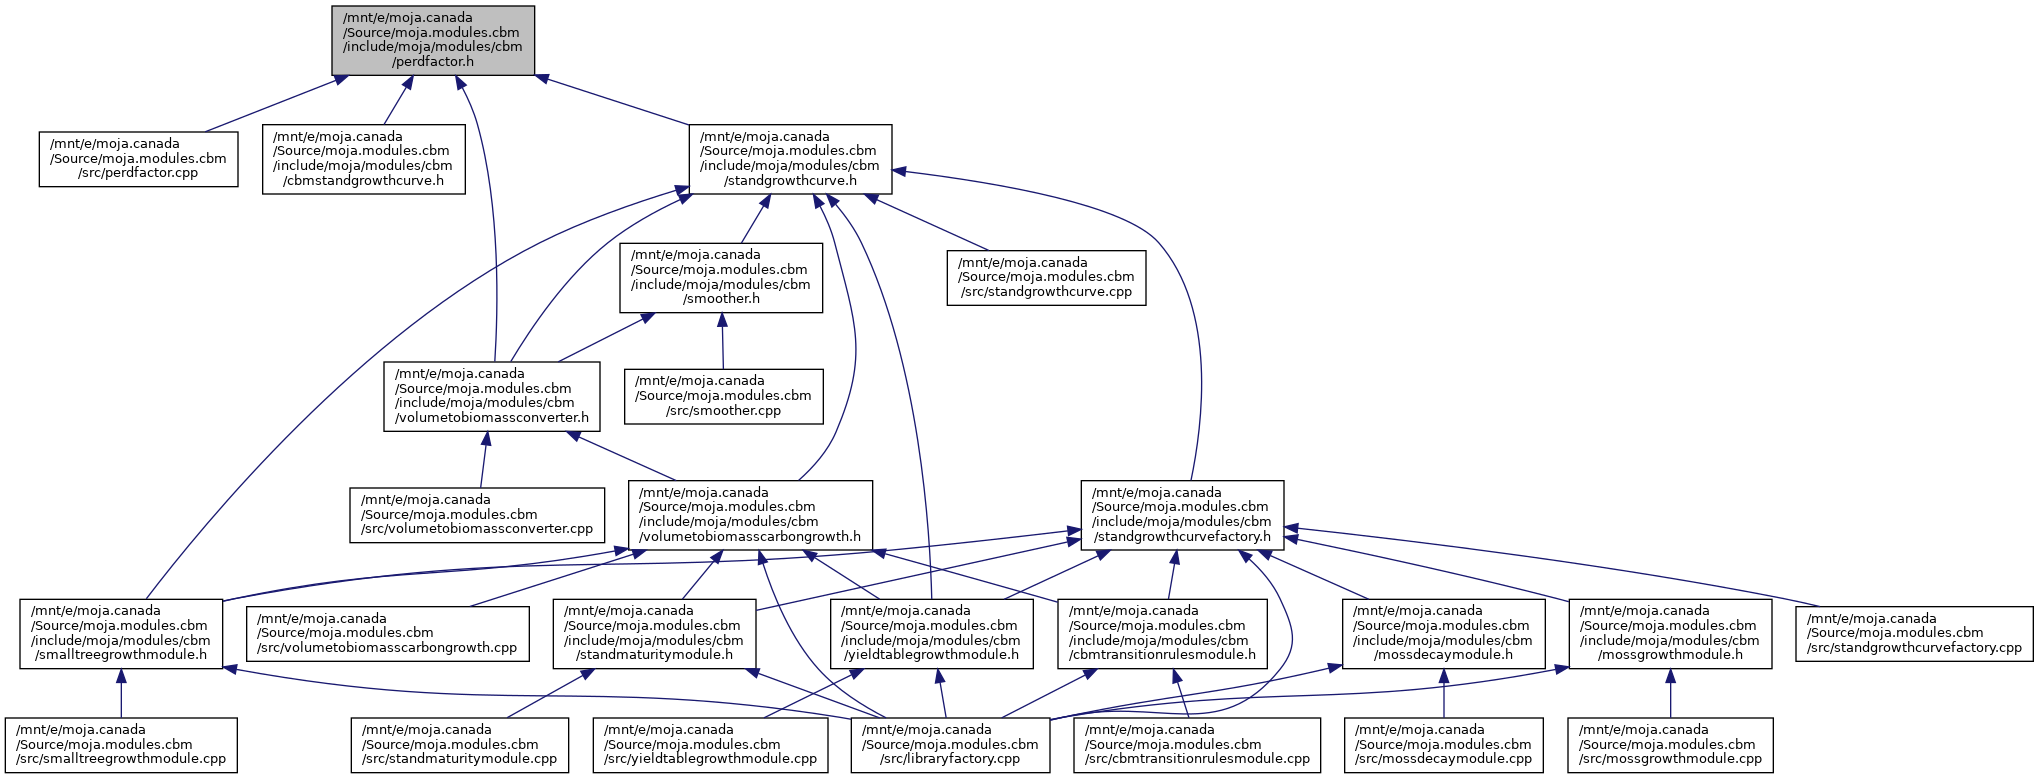 /mnt/e/moja.canada
/Source/moja.modules.cbm
/include/moja/modules/cbm
/perdfactor.h
/mnt/e/moja.canada
/Source/moja.modules.cbm
/src/perdfactor.cpp
/mnt/e/moja.canada
/Source/moja.modules.cbm
/include/moja/modules/cbm
/cbmstandgrowthcurve.h
/mnt/e/moja.canada
/Source/moja.modules.cbm
/include/moja/modules/cbm
/standgrowthcurve.h
/mnt/e/moja.canada
/Source/moja.modules.cbm
/include/moja/modules/cbm
/smoother.h
/mnt/e/moja.canada
/Source/moja.modules.cbm
/src/standgrowthcurve.cpp
/mnt/e/moja.canada
/Source/moja.modules.cbm
/include/moja/modules/cbm
/volumetobiomassconverter.h
/mnt/e/moja.canada
/Source/moja.modules.cbm
/src/smoother.cpp
/mnt/e/moja.canada
/Source/moja.modules.cbm
/src/volumetobiomassconverter.cpp
/mnt/e/moja.canada
/Source/moja.modules.cbm
/include/moja/modules/cbm
/volumetobiomasscarbongrowth.h
/mnt/e/moja.canada
/Source/moja.modules.cbm
/include/moja/modules/cbm
/standgrowthcurvefactory.h
/mnt/e/moja.canada
/Source/moja.modules.cbm
/include/moja/modules/cbm
/smalltreegrowthmodule.h
/mnt/e/moja.canada
/Source/moja.modules.cbm
/src/volumetobiomasscarbongrowth.cpp
/mnt/e/moja.canada
/Source/moja.modules.cbm
/include/moja/modules/cbm
/standmaturitymodule.h
/mnt/e/moja.canada
/Source/moja.modules.cbm
/include/moja/modules/cbm
/yieldtablegrowthmodule.h
/mnt/e/moja.canada
/Source/moja.modules.cbm
/include/moja/modules/cbm
/cbmtransitionrulesmodule.h
/mnt/e/moja.canada
/Source/moja.modules.cbm
/include/moja/modules/cbm
/mossdecaymodule.h
/mnt/e/moja.canada
/Source/moja.modules.cbm
/include/moja/modules/cbm
/mossgrowthmodule.h
/mnt/e/moja.canada
/Source/moja.modules.cbm
/src/standgrowthcurvefactory.cpp
/mnt/e/moja.canada
/Source/moja.modules.cbm
/src/smalltreegrowthmodule.cpp
/mnt/e/moja.canada
/Source/moja.modules.cbm
/src/standmaturitymodule.cpp
/mnt/e/moja.canada
/Source/moja.modules.cbm
/src/yieldtablegrowthmodule.cpp
/mnt/e/moja.canada
/Source/moja.modules.cbm
/src/libraryfactory.cpp
/mnt/e/moja.canada
/Source/moja.modules.cbm
/src/cbmtransitionrulesmodule.cpp
/mnt/e/moja.canada
/Source/moja.modules.cbm
/src/mossdecaymodule.cpp
/mnt/e/moja.canada
/Source/moja.modules.cbm
/src/mossgrowthmodule.cpp